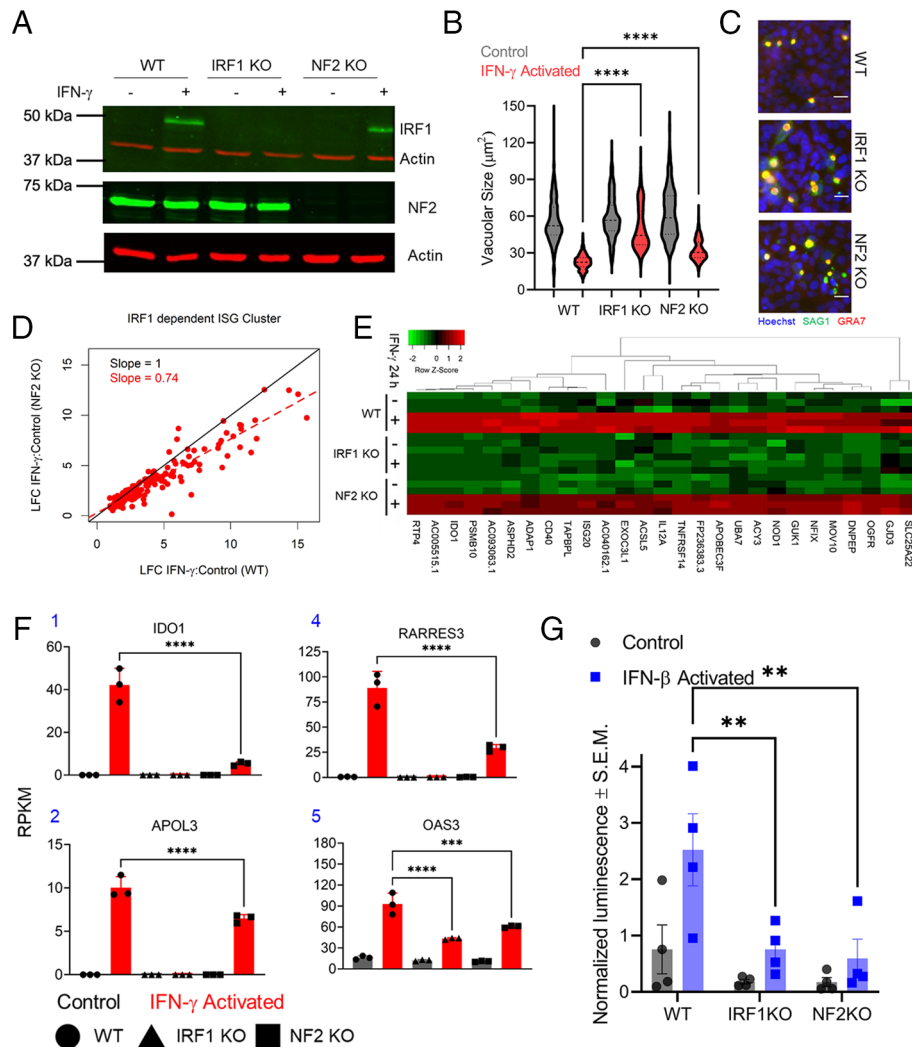 A
WT IRF1 KO NF2 KO
IFN-γ - + - + - +
50 kDa
IRF1
37 kDa
Actin
75 kDa
NF2
37 kDa
Actin
B
Control
IFN-γ Activated
****
****
Vacuolar Size (μm²)
150
120
90
60
30
0
WT IRF1 KO NF2 KO
C
WT
IRF1 KO
NF2 KO
Hoechst SAG1 GRA7
D
IRF1 dependent ISG Cluster
Slope = 1
Slope = 0.74
LFC IFN-γ:Control (NF2 KO)
15
10
5
0
0 5 10 15
LFC IFN-γ:Control (WT)
E
IFN-γ 24 h
-2 0 2
Row Z-Score
WT - +
IRF1 KO - +
NF2 KO - +
RTP4
AC005515.1
IDO1
PSMB10
AC093063.1
ASPHD2
ADAP1
CD40
TAPBPL
ISG20
AC040162.1
EXOC3L1
ACSL5
IL12A
TNFRSF14
FP236383.3
APOBEC3F
UBA7
ACY3
NOD1
GUK1
NFIX
MOV10
DNPEP
OGFR
GJD3
SLC25A22
F
RPKM
1
IDO1
****
60
40
20
0
4
RARRES3
****
125
100
75
50
25
0
2
APOL3
****
15
10
5
0
5
OAS3
***
****
180
150
120
90
60
30
0
Control IFN-γ Activated
WT IRF1 KO NF2 KO
G
Control
IFN-β Activated
**
**
Normalized luminescence ± S.E.M.
4
3
2
1
0
WT IRF1KO NF2KO